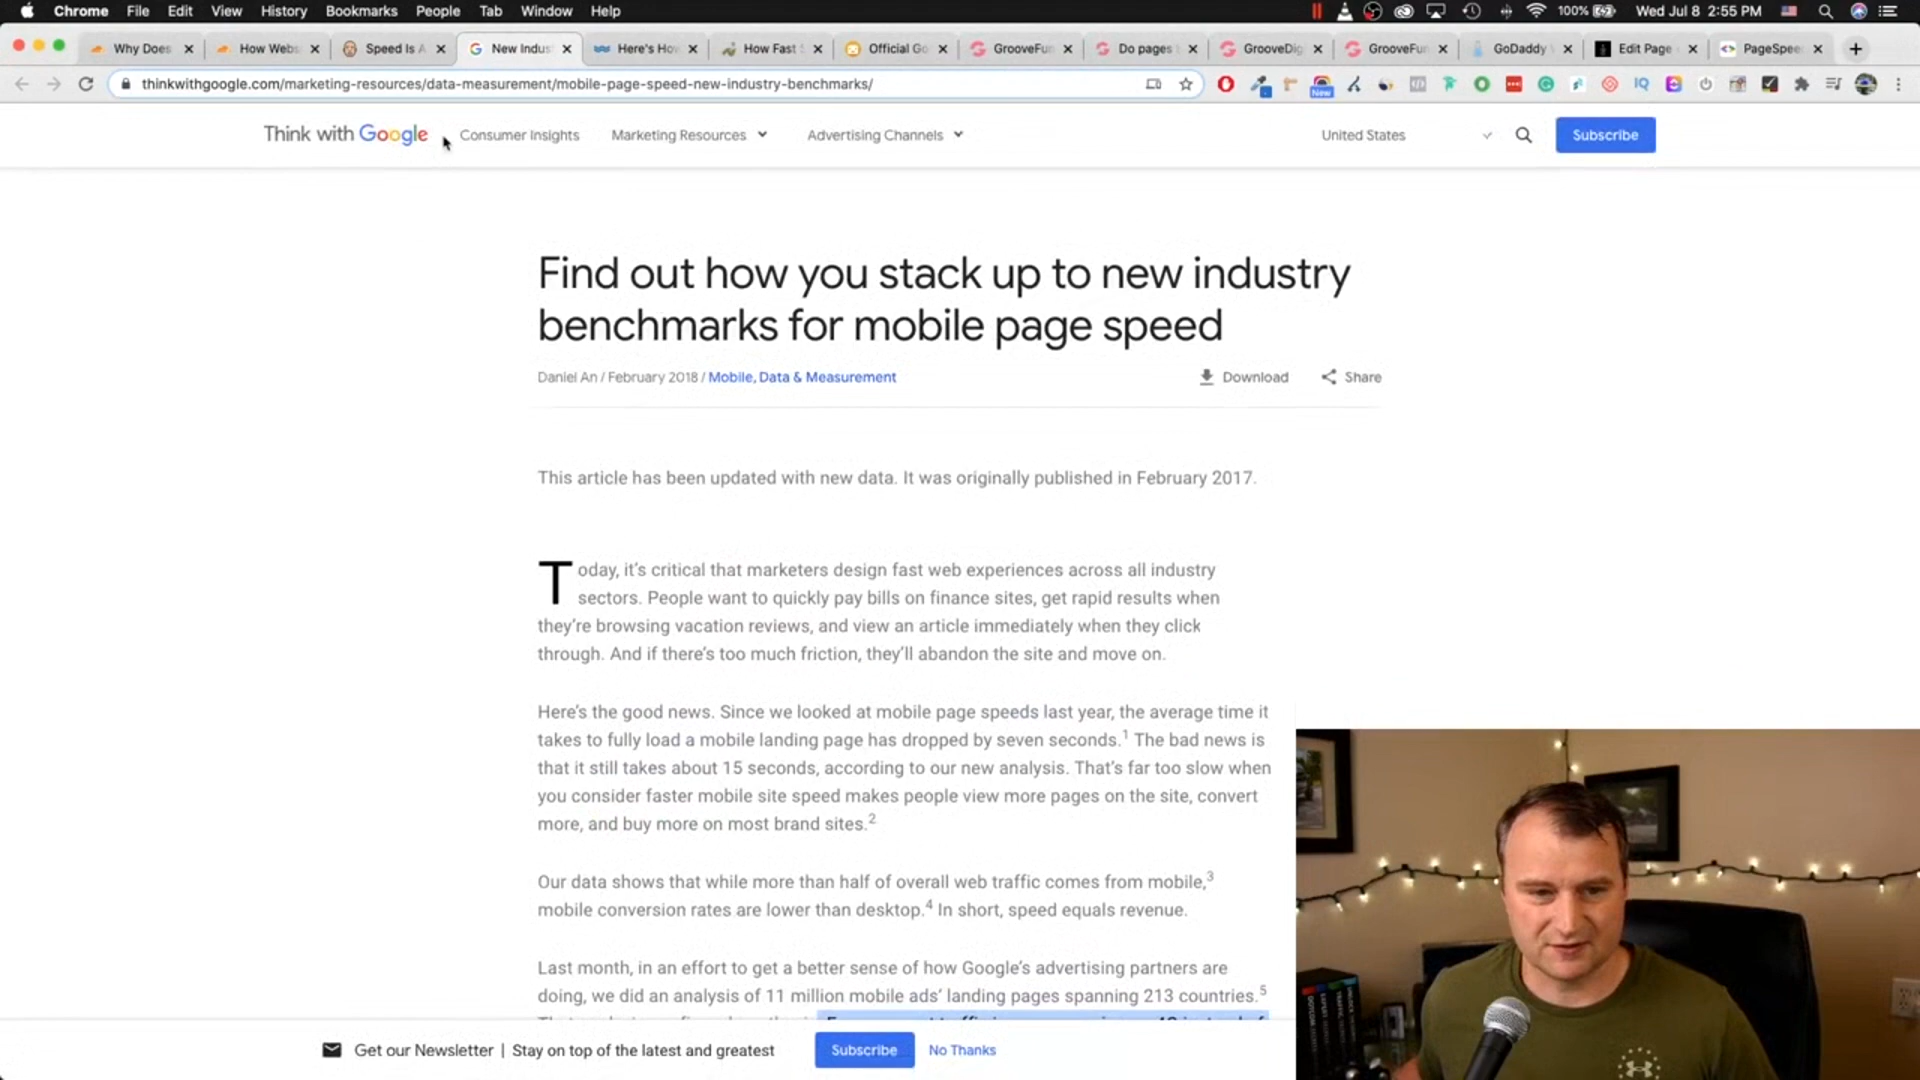 Chrome File Edit View History Bookmarks People Tab Window Help 100% Wed Jul 8 2:55 PM
Why Does How Webs Speed Is A New Indus Here's How How Fast Official Go GrooveFun Do pages GrooveDig GrooveFun GoDaddy Edit Page PageSpee
thinkwithgoogle.com/marketing-resources/data-measurement/mobile-page-speed-new-industry-benchmarks/
New
IQ
Think with Google Consumer Insights Marketing Resources Advertising Channels United States Subscribe
Find out how you stack up to new industry
benchmarks for mobile page speed
Daniel An / February 2018 / Mobile, Data & Measurement Download Share
This article has been updated with new data. It was originally published in February 2017.
Today, it's critical that marketers design fast web experiences across all industry
sectors. People want to quickly pay bills on finance sites, get rapid results when
they're browsing vacation reviews, and view an article immediately when they click
through. And if there's too much friction, they'll abandon the site and move on.
Here's the good news. Since we looked at mobile page speeds last year, the average time it
takes to fully load a mobile landing page has dropped by seven seconds.1 The bad news is
that it still takes about 15 seconds, according to our new analysis. That's far too slow when
you consider faster mobile site speed makes people view more pages on the site, convert
more, and buy more on most brand sites.2
Our data shows that while more than half of overall web traffic comes from mobile,3
mobile conversion rates are lower than desktop.4 In short, speed equals revenue.
Last month, in an effort to get a better sense of how Google's advertising partners are
doing, we did an analysis of 11 million mobile ads' landing pages spanning 213 countries.5
Get our Newsletter | Stay on top of the latest and greatest Subscribe No Thanks